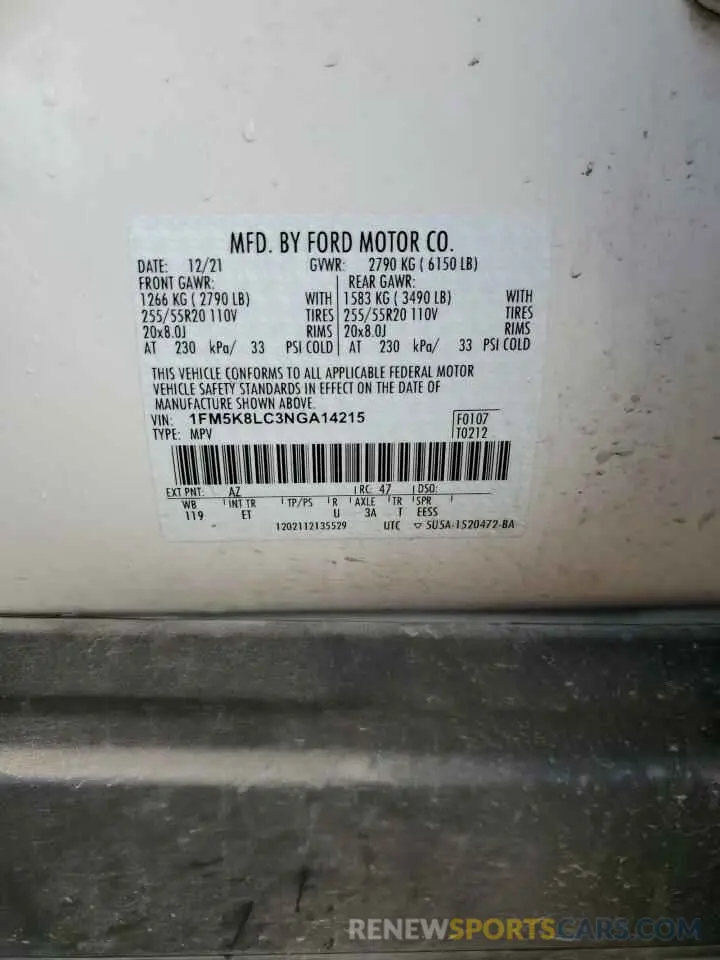 MFD. BY FORD MOTOR CO.
DATE: 12/21 GVWR: 2790 KG ( 6150 LB)
FRONT GAWR: REAR GAWR:
1266 KG ( 2790 LB) WITH 1583 KG ( 3490 LB) WITH
255/55R20 110V TIRES 255/55R20 110V TIRES
20x8.0J RIMS 20x8.0J RIMS
AT 230 kPa/ 33 PSI COLD AT 230 kPa/ 33 PSI COLD
THIS VEHICLE CONFORMS TO ALL APPLICABLE FEDERAL MOTOR
VEHICLE SAFETY STANDARDS IN EFFECT ON THE DATE OF
MANUFACTURE SHOWN ABOVE.
VIN: 1FM5K8LC3NGA14215 F0107
TYPE: MPV T0212
EXT PNT: AZ RC: 47 DSO:
WB INT TR TP/PS R AXLE TR SPR
119 ET U 3A T EESS
1202112135529 UTC ▽ 5U5A-1520472-BA
RENEWSPORTSCARS.COM